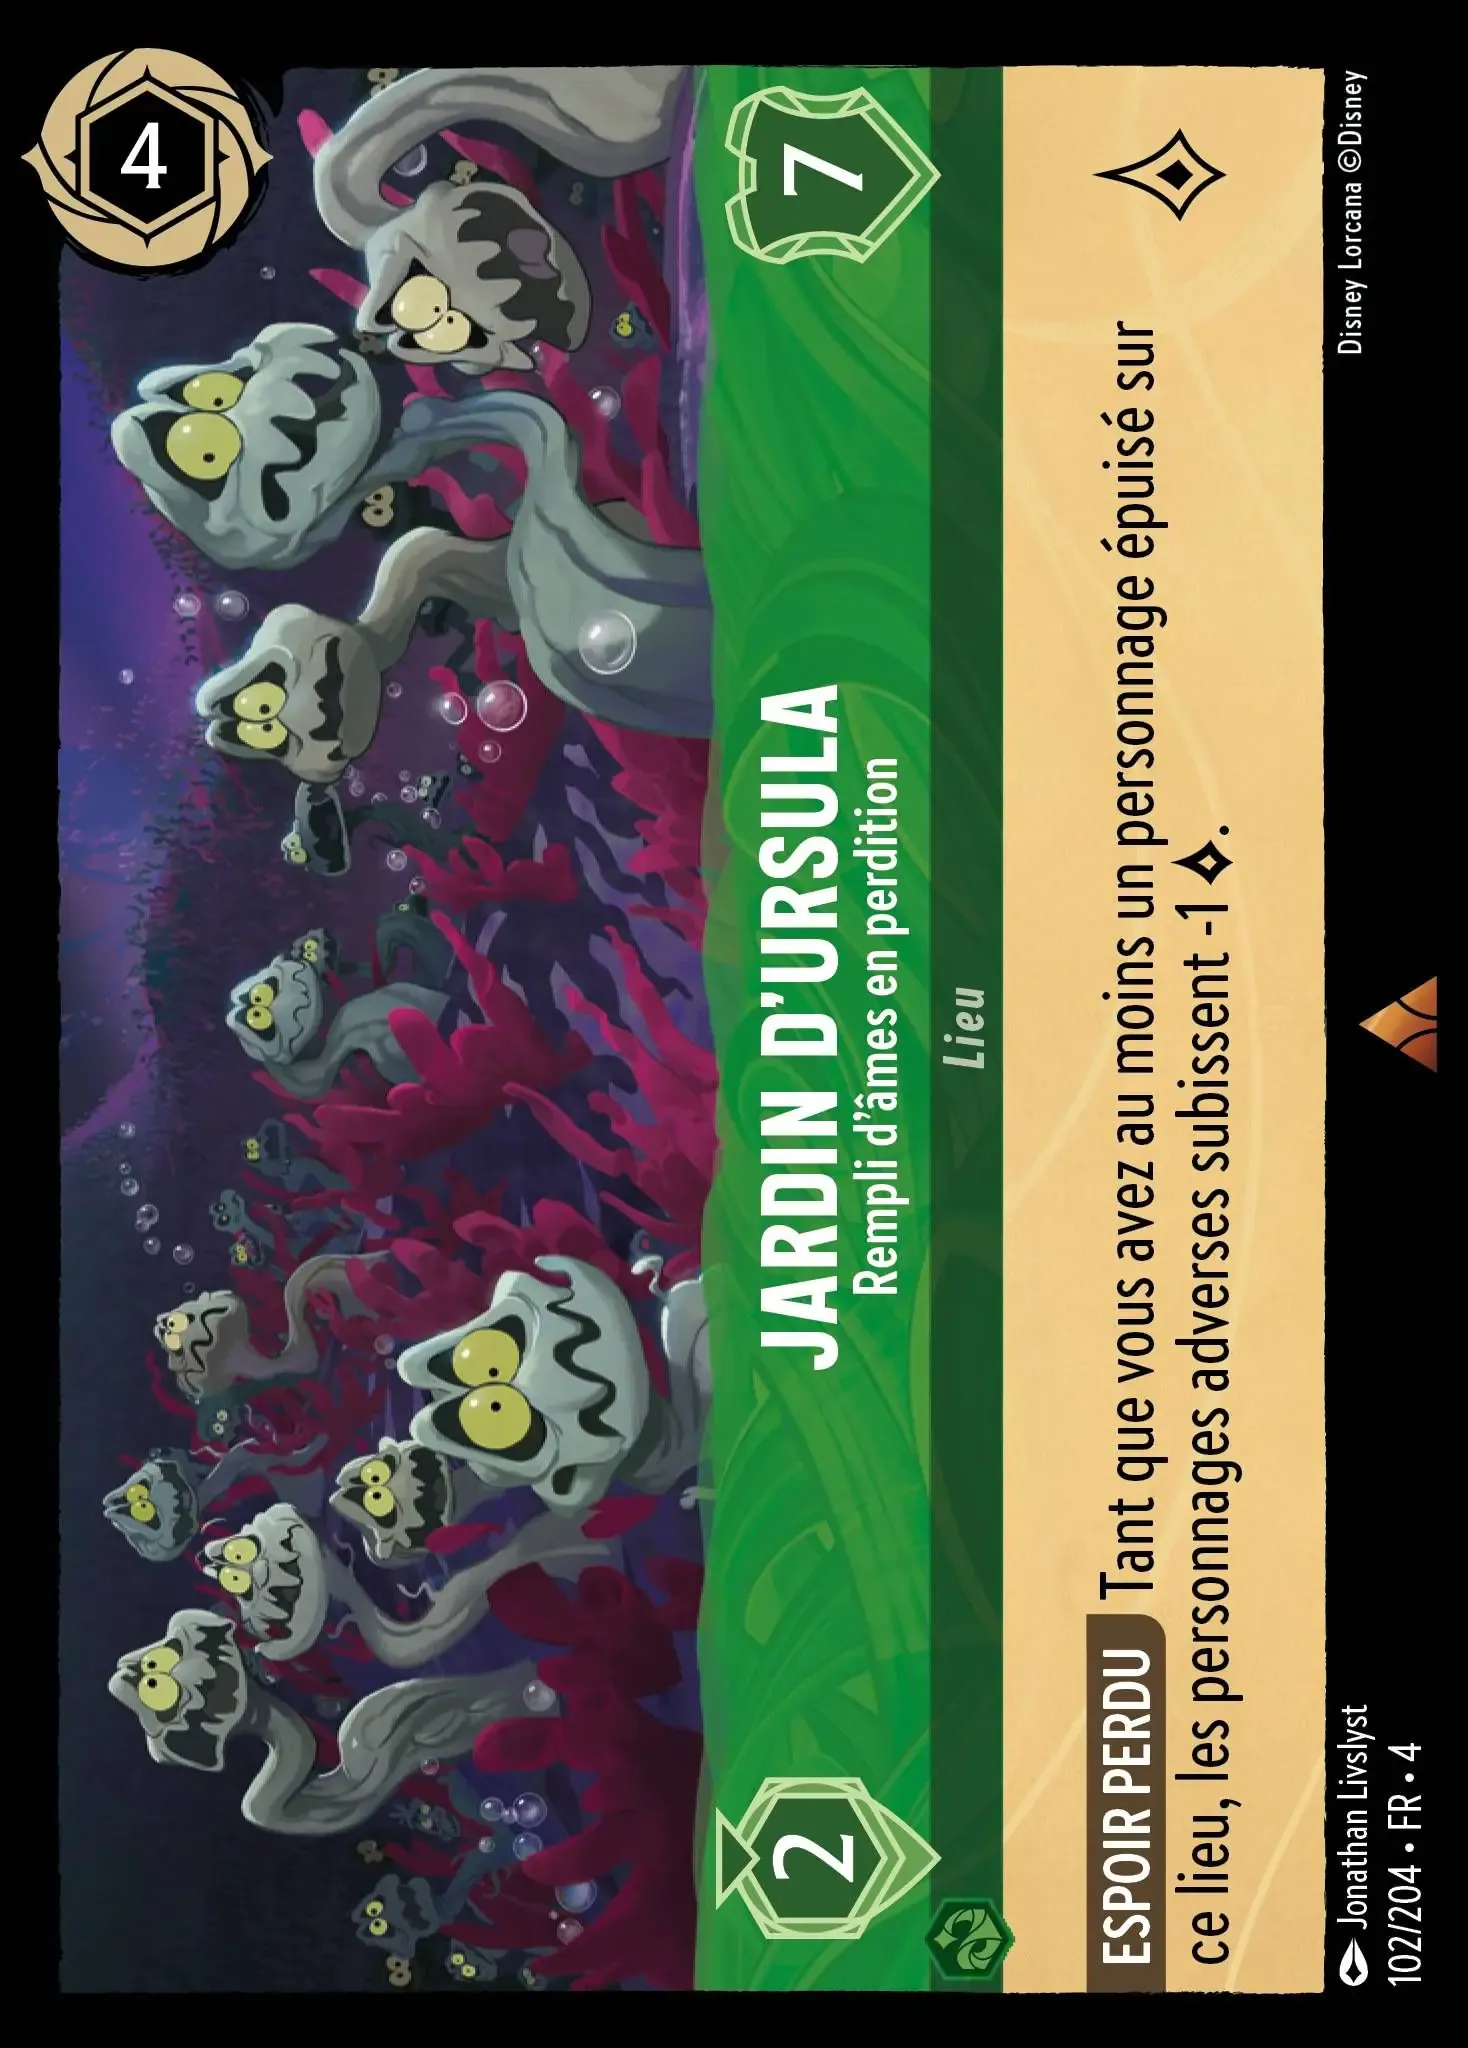 4
2
JARDIN D'URSULA
Rempli d'âmes en perdition
7
Lieu
ESPOIR PERDU Tant que vous avez au moins un personnage épuisé sur
ce lieu, les personnages adverses subissent -1.
Jonathan Livslyst
102/204 • FR • 4
Disney Lorcana ©Disney